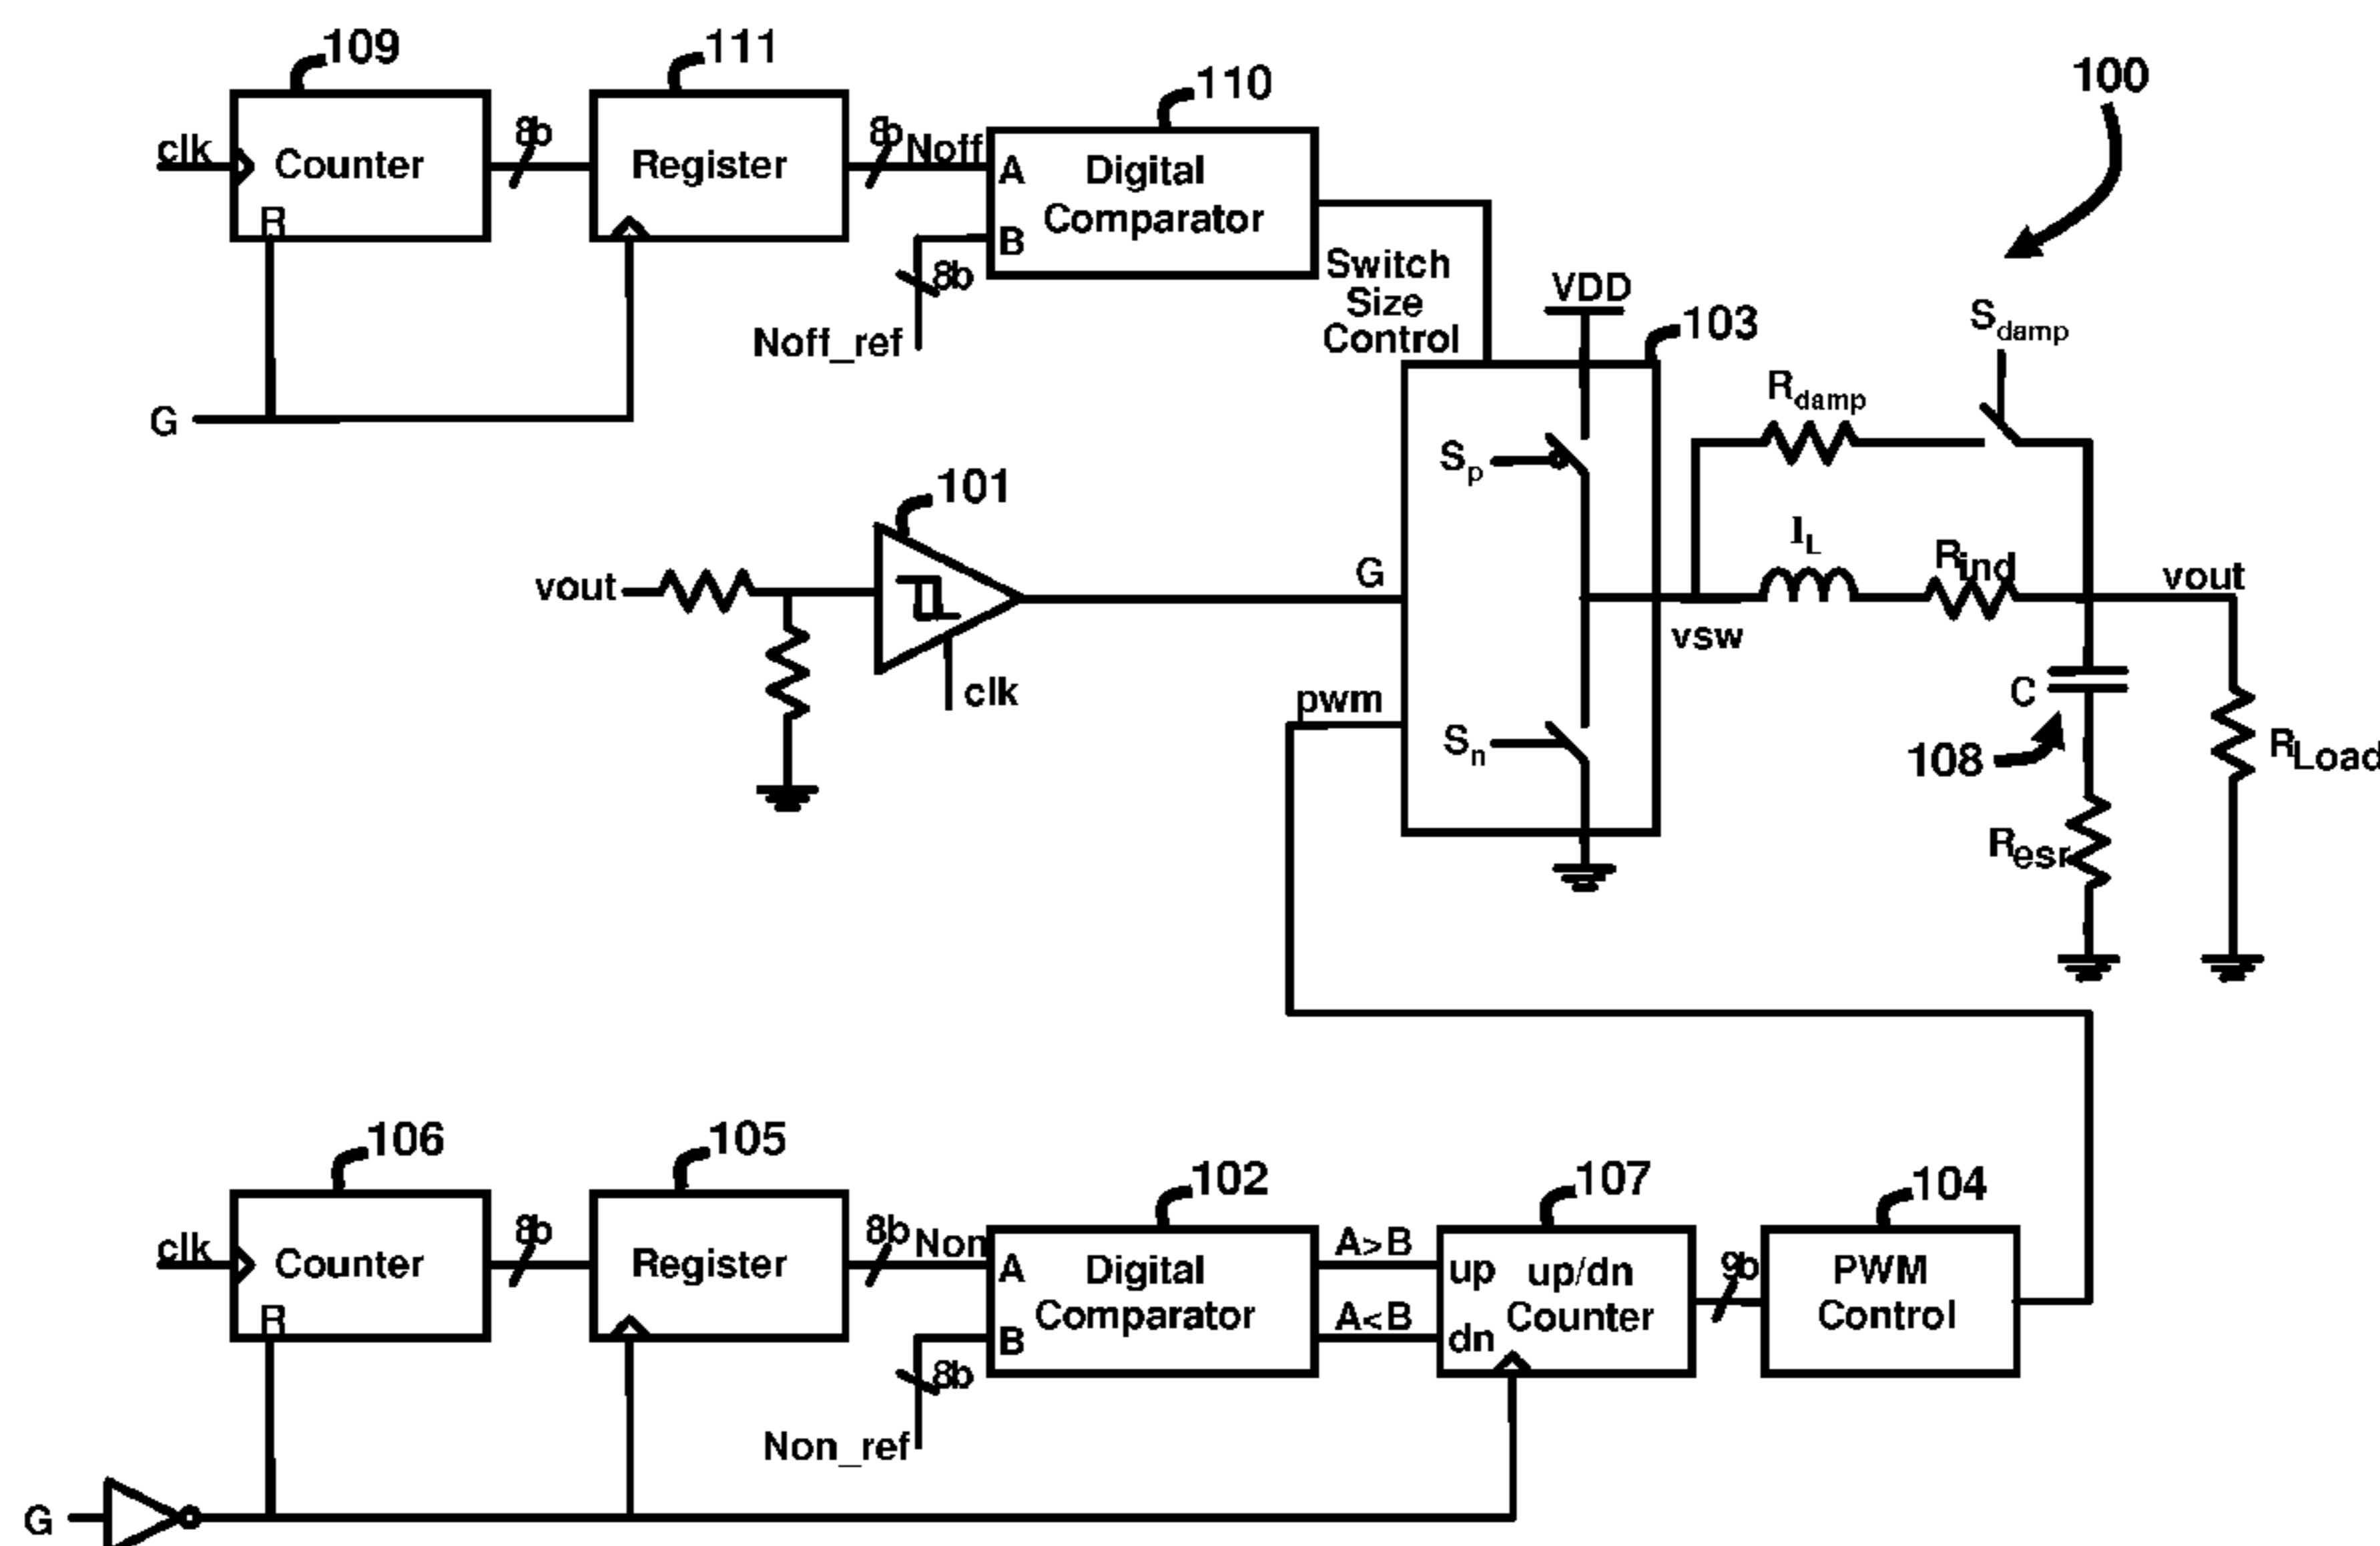 109
111
110
100
clk
Counter
R
8b
Register
8b
Noff
A
Digital
Comparator
B
8b
Noff_ref
G
Switch
Size
Control
VDD
103
Sdamp
Rdamp
Sp
101
vout
clk
G
IL
Rind
vout
vsw
pwm
Sn
C
108
RLoad
Resr
106
105
102
107
104
clk
Counter
R
8b
Register
8b
Non
A
Digital
Comparator
B
8b
Non_ref
A>B
A<B
up
up/dn
Counter
dn
9b
PWM
Control
G